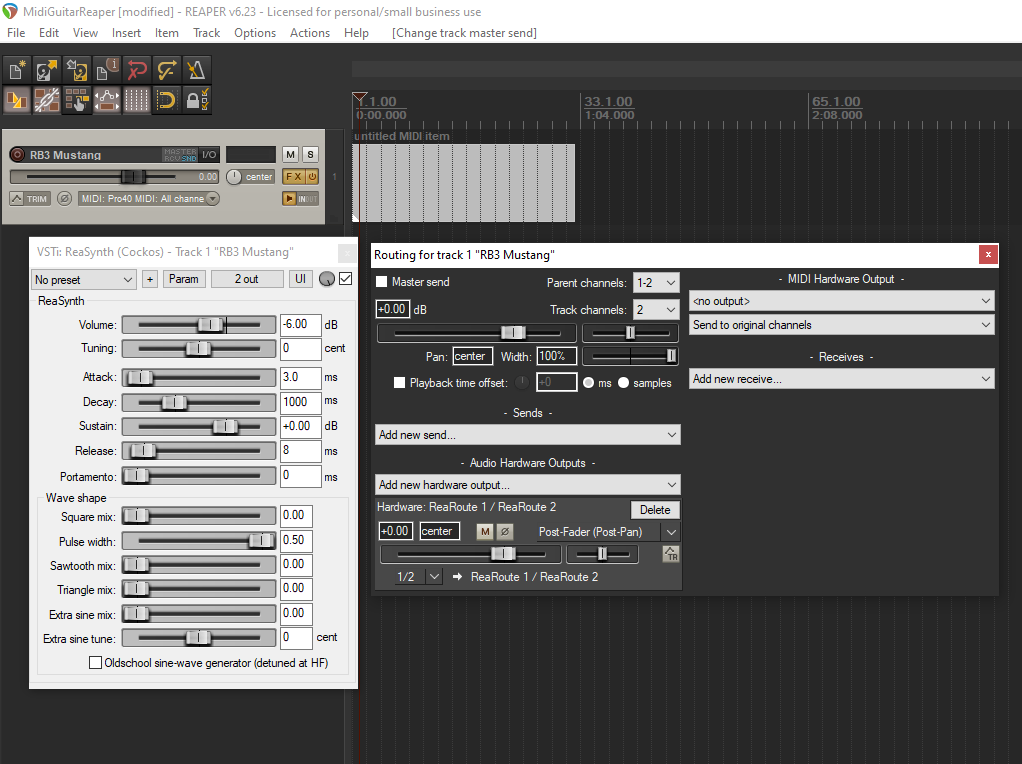 MidiGuitarReaper [modified] - REAPER v6.23 - Licensed for personal/small business use
File Edit View Insert Item Track Options Actions Help [Change track master send]
1.1.00 33.1.00 65.1.00
0:00.000 1:04.000 2:08.000
untitled MIDI item
RB3 Mustang MASTER RCV SND I/O M S
0.00 center FX 1
TRIM Ø MIDI: Pro40 MIDI: All channe IN OUT
VSTi: ReaSynth (Cockos) - Track 1 "RB3 Mustang" x
No preset + Param 2 out UI
ReaSynth
Volume: -6.00 dB
Tuning: 0 cent
Attack: 3.0 ms
Decay: 1000 ms
Sustain: +0.00 dB
Release: 8 ms
Portamento: 0 ms
Wave shape
Square mix: 0.00
Pulse width: 0.50
Sawtooth mix: 0.00
Triangle mix: 0.00
Extra sine mix: 0.00
Extra sine tune: 0 cent
Oldschool sine-wave generator (detuned at HF)
Routing for track 1 "RB3 Mustang" x
Master send Parent channels: 1-2
+0.00 dB Track channels: 2
Pan: center Width: 100%
Playback time offset: +0 ms samples
- Sends -
Add new send...
- Audio Hardware Outputs -
Add new hardware output...
Hardware: ReaRoute 1 / ReaRoute 2 Delete
+0.00 center M Ø Post-Fader (Post-Pan)
TR
1/2 ➞ ReaRoute 1 / ReaRoute 2
- MIDI Hardware Output -
<no output>
Send to original channels
- Receives -
Add new receive...